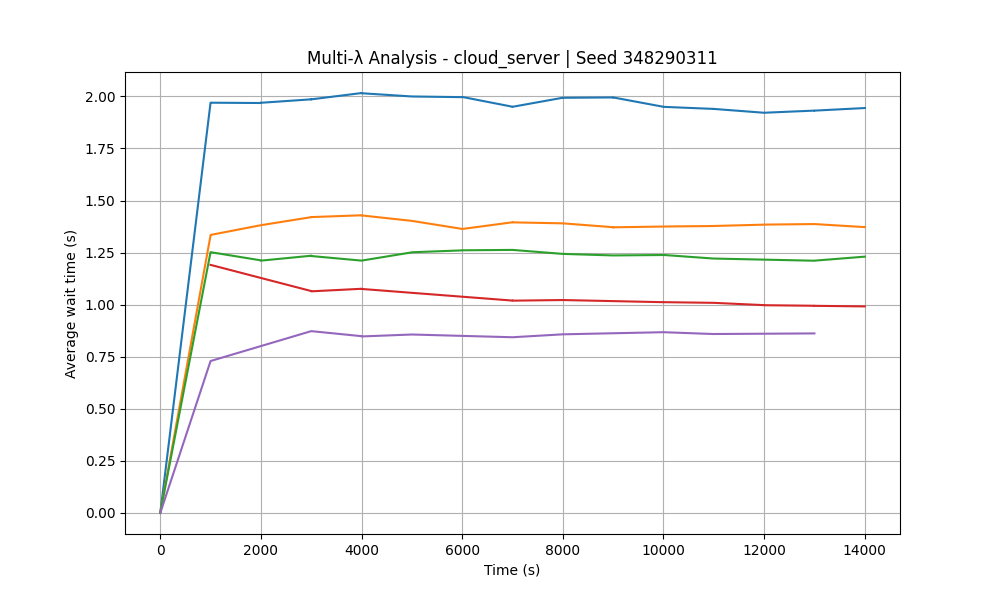 Multi-λ Analysis - cloud_server | Seed 348290311
Average wait time (s)
2.00
1.75
1.50
1.25
1.00
0.75
0.50
0.25
0.00
0 2000 4000 6000 8000 10000 12000 14000
Time (s)